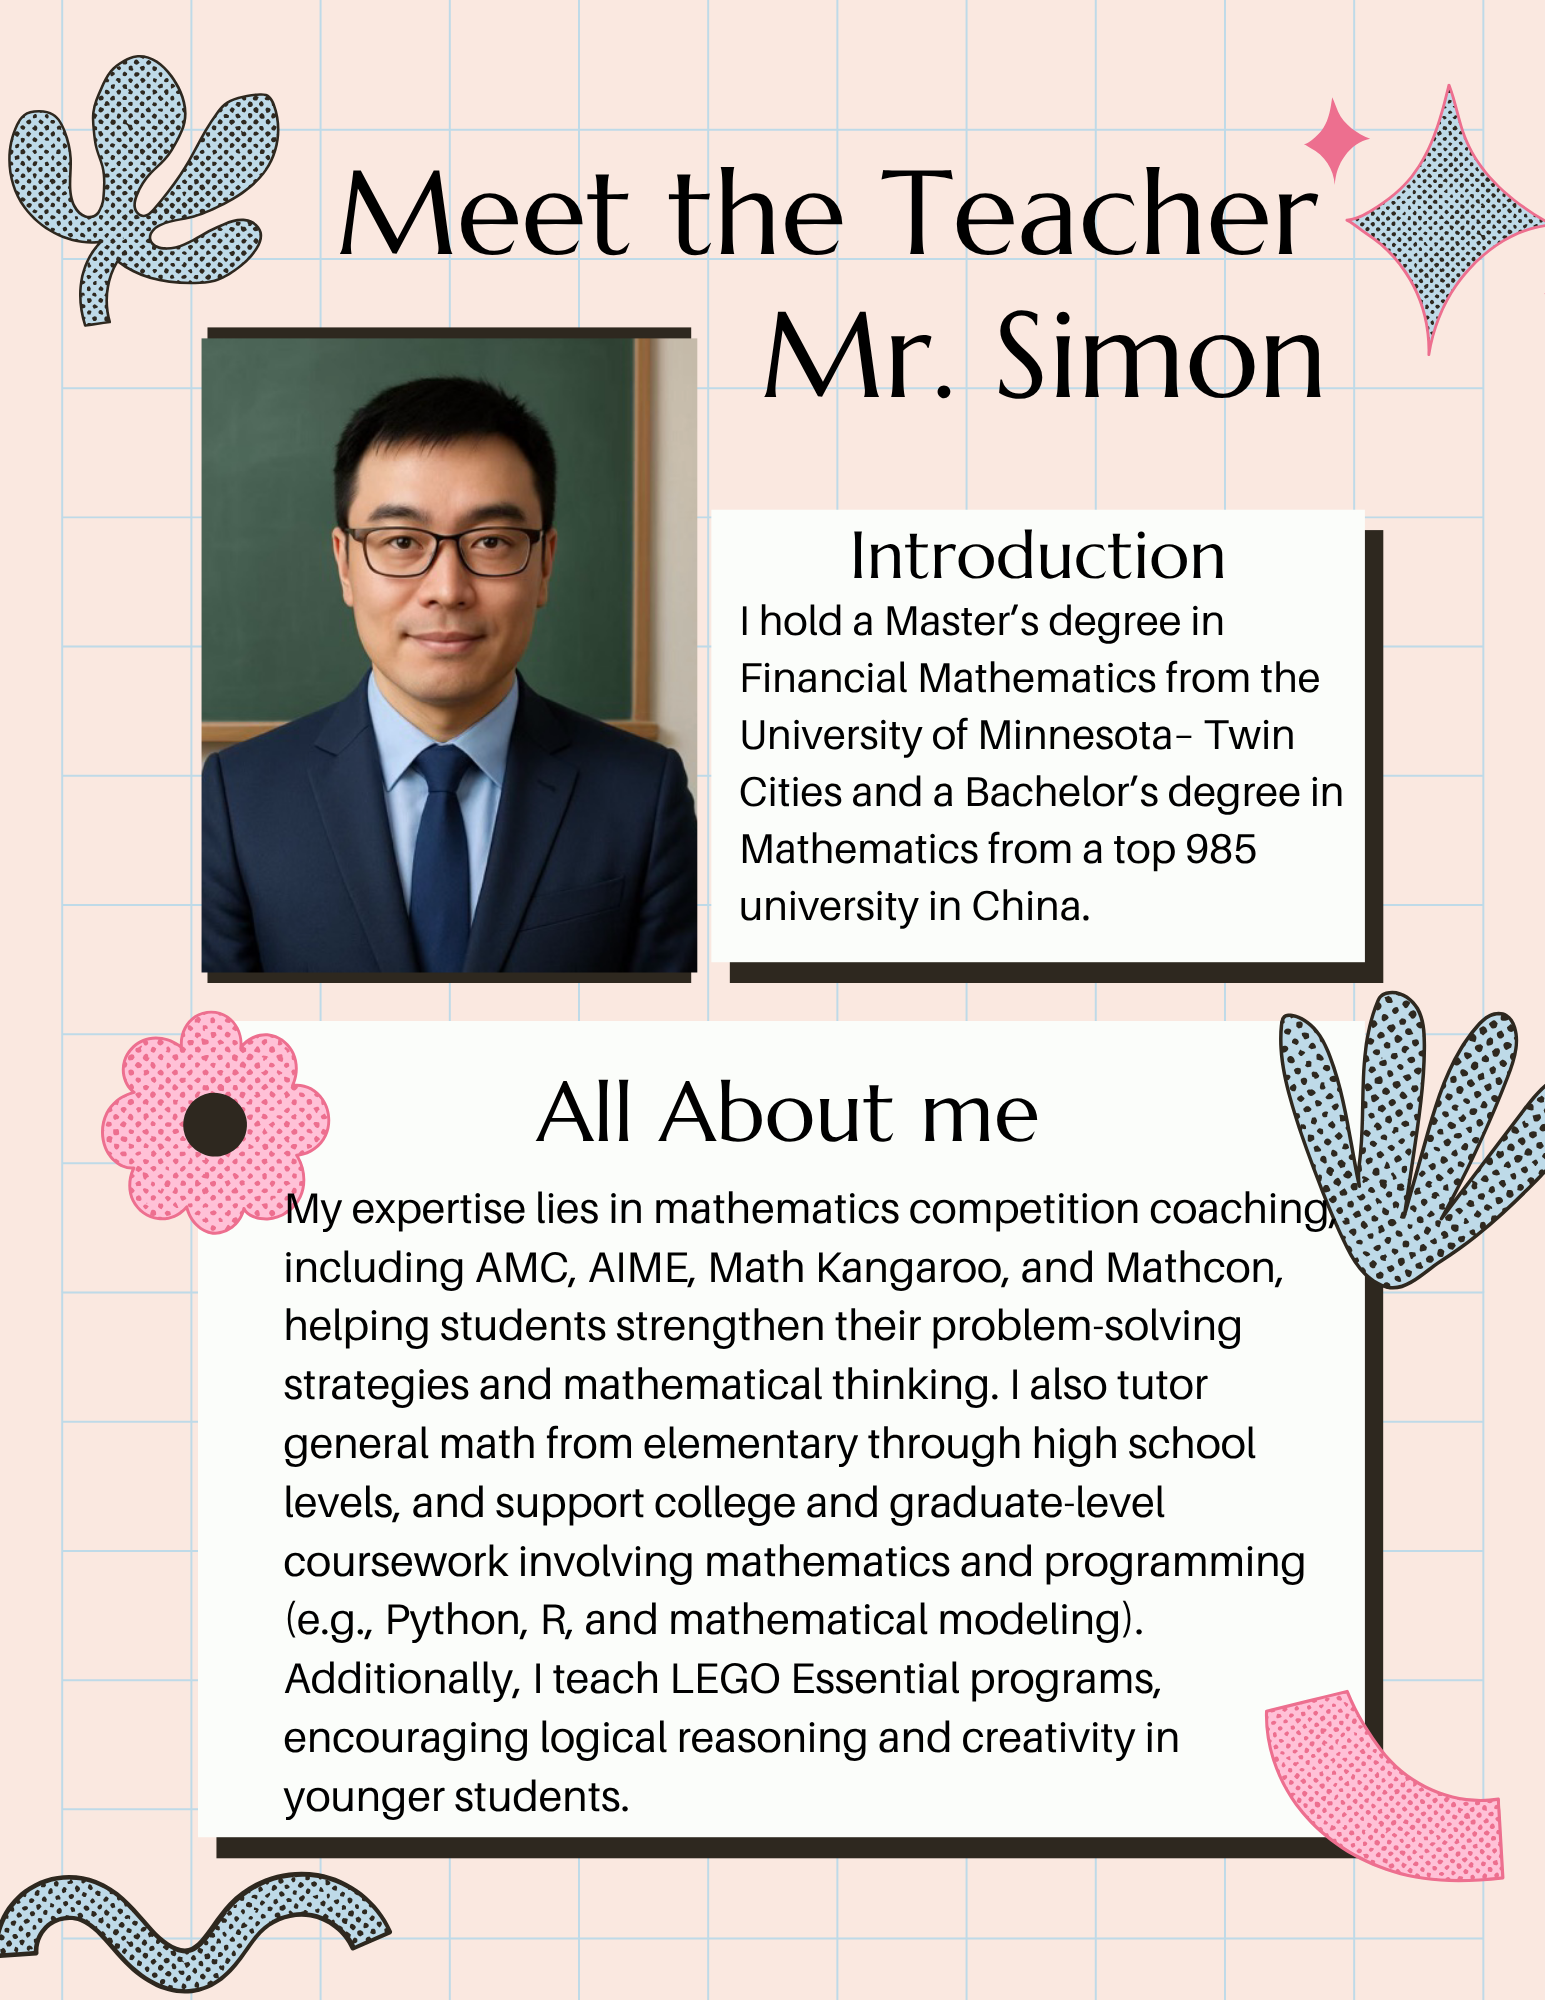 Meet the Teacher
Mr. Simon
Introduction
I hold a Master’s degree in
Financial Mathematics from the
University of Minnesota– Twin
Cities and a Bachelor’s degree in
Mathematics from a top 985
university in China.
All About me
My expertise lies in mathematics competition coaching,
including AMC, AIME, Math Kangaroo, and Mathcon,
helping students strengthen their problem-solving
strategies and mathematical thinking. I also tutor
general math from elementary through high school
levels, and support college and graduate-level
coursework involving mathematics and programming
(e.g., Python, R, and mathematical modeling).
Additionally, I teach LEGO Essential programs,
encouraging logical reasoning and creativity in
younger students.